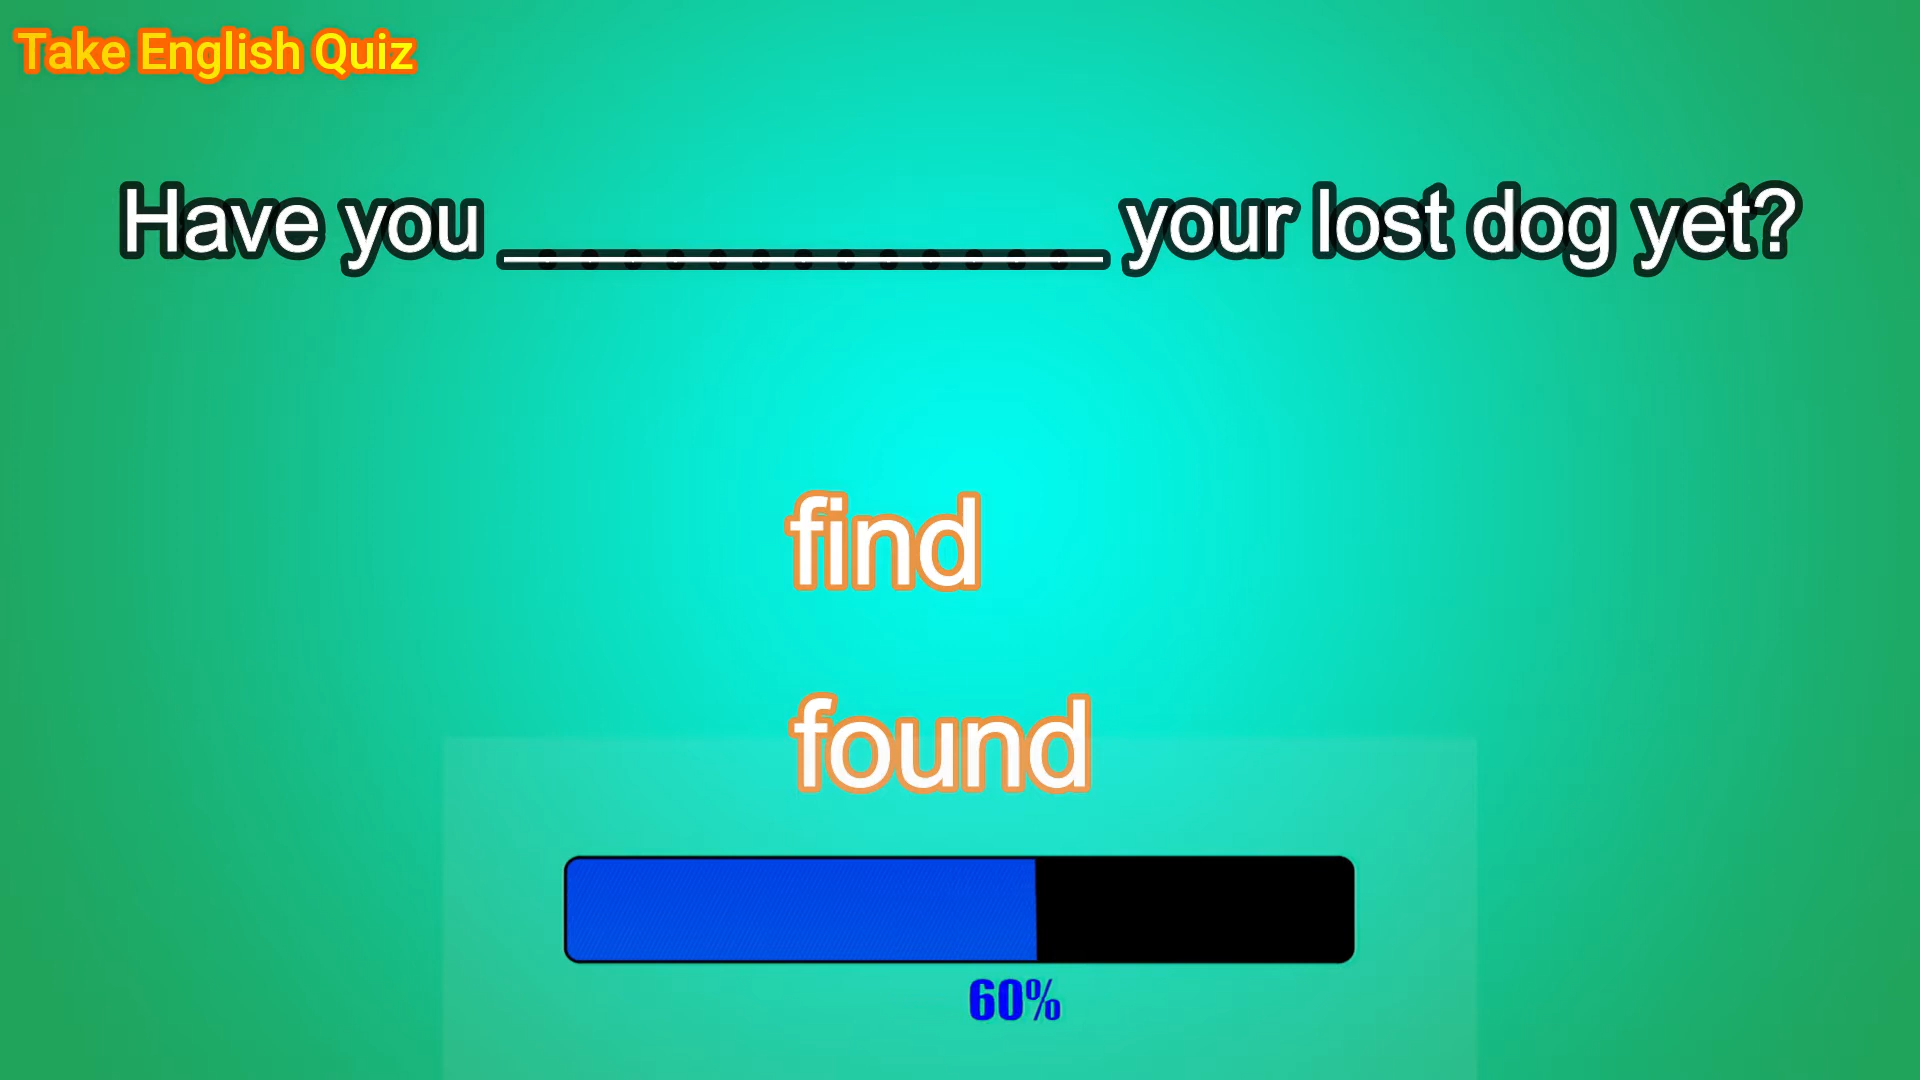 Take English Quiz
Have you ______________ your lost dog yet?
find
found
60%